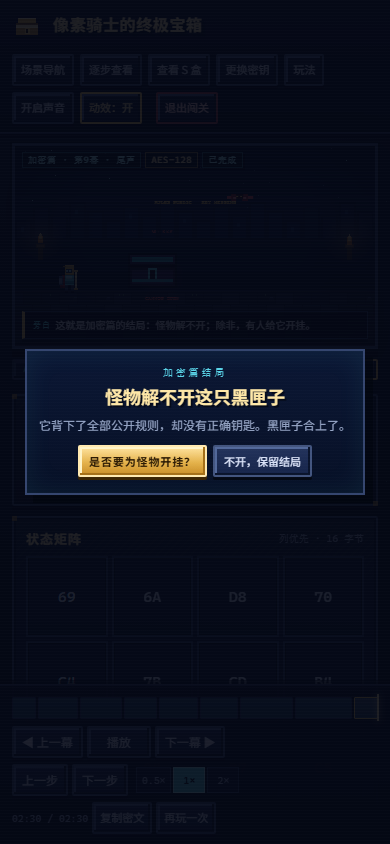 像素骑士的终极宝箱
场景导航 逐步查看 查看 S 盒 更换密钥 玩法
开启声音 动效: 开 退出闯关
加密篇 · 第9幕 · 尾声 AES-128 已完成
旁白 这就是加密篇的结局: 怪物解不开; 除非, 有人给它开挂。
加密篇结局
怪物解不开这只黑匣子
它背下了全部公开规则，却没有正确钥匙。黑匣子合上了。
是否要为怪物开挂? 不开，保留结局
状态矩阵 列优先 · 16 字节
69 6A D8 70
◀ 上一幕 播放 下一幕 ▶
上一步 下一步 0.5× 1× 2×
02:30 / 02:30 复制密文 再玩一次